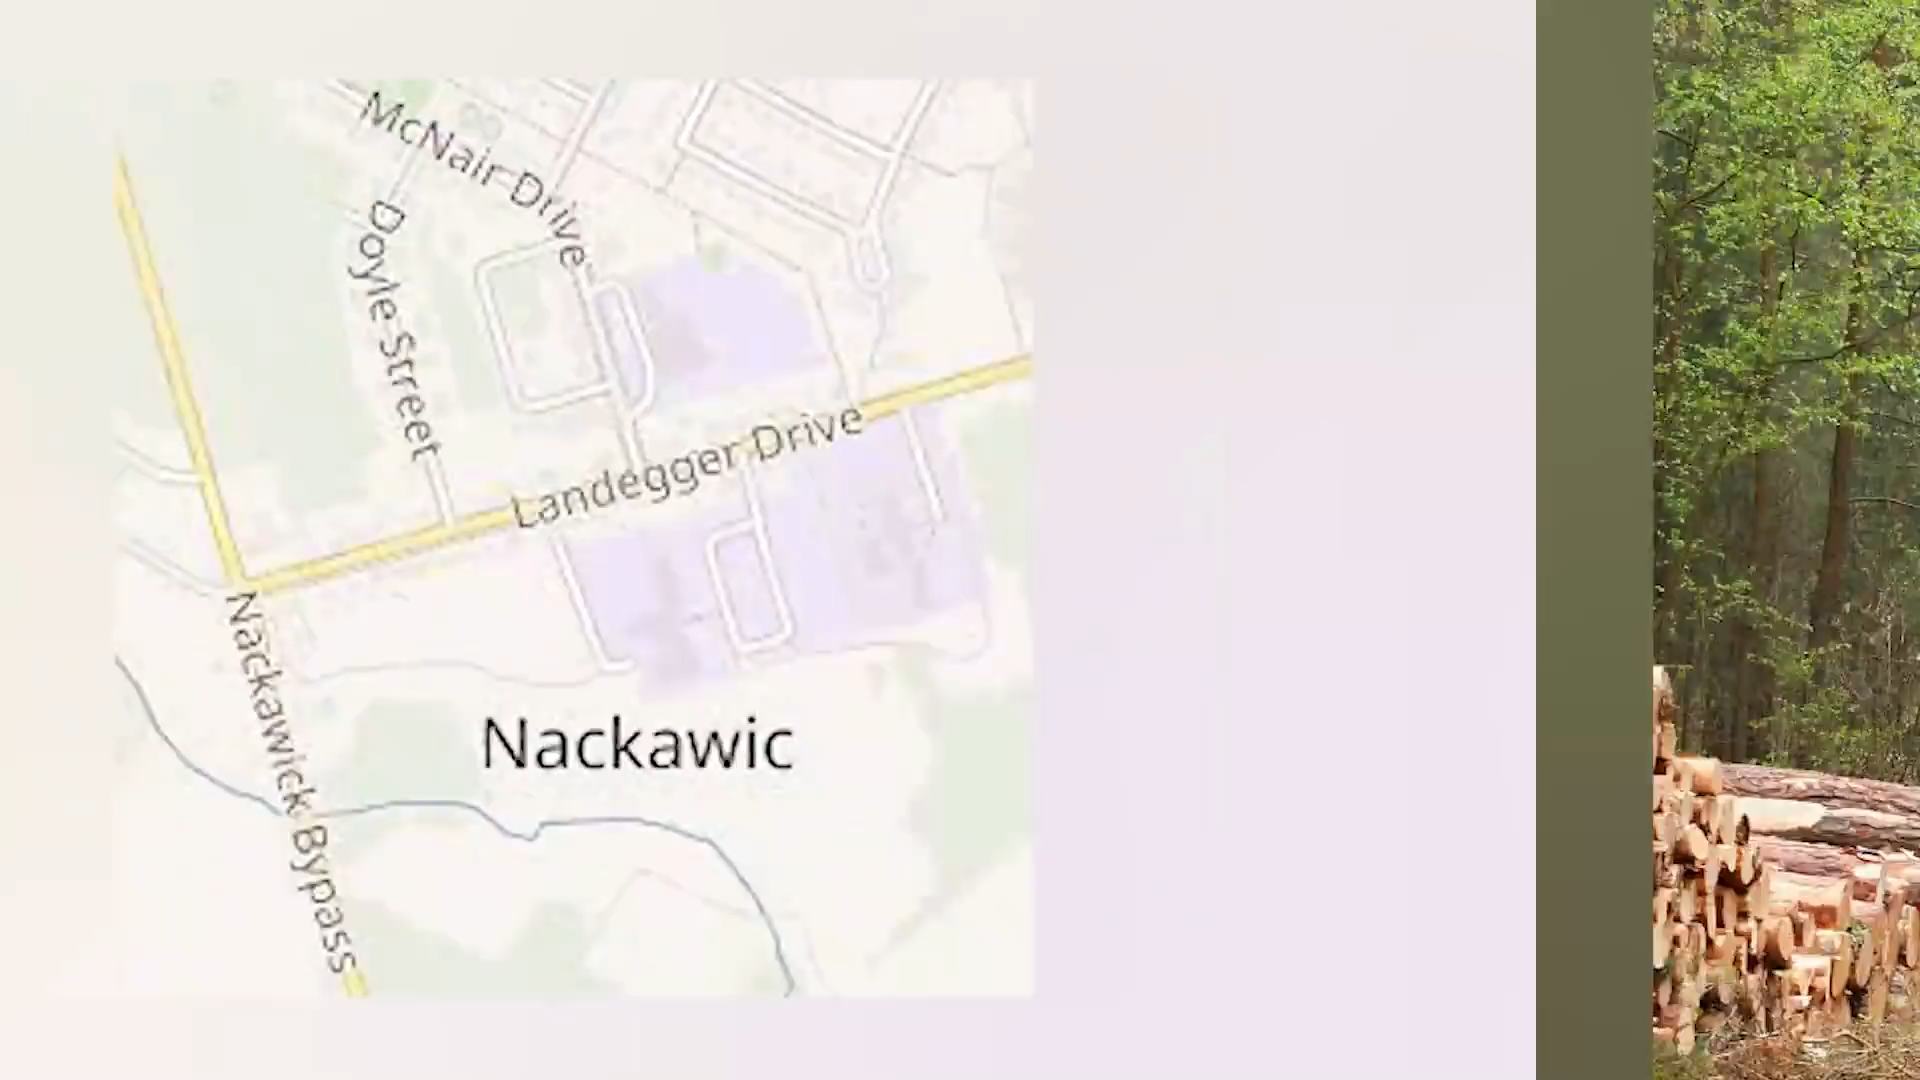 McNair Drive
Doyle Street
Landegger Drive
Nackawick Bypass
Nackawic